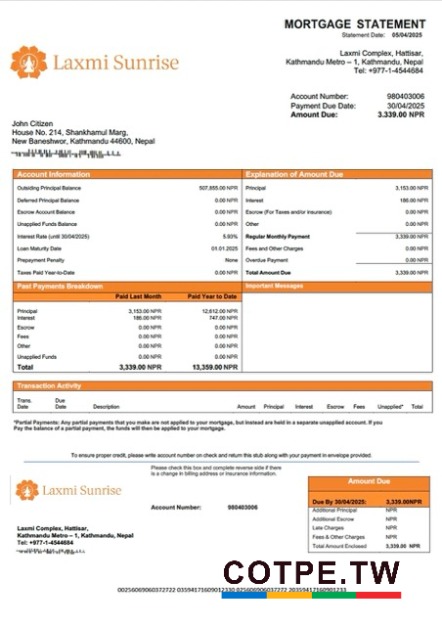 MORTGAGE STATEMENT
Statement Date: 05/04/2025
Laxmi Sunrise
Laxmi Complex, Hattisar,
Kathmandu Metro – 1, Kathmandu, Nepal
Tel: +977-1-4544684
Account Number: 980403006
Payment Due Date: 30/04/2025
Amount Due: 3.339.00 NPR
John Citizen
House No. 214, Shankhamul Marg,
New Baneshwor, Kathmandu 44600, Nepal
Account Information
Outsiding Principal Balance 507,855.00 NPR
Deferred Principal Balance 0.00 NPR
Escrow Account Balance 0.00 NPR
Unapplied Funds Balance 0.00 NPR
Interest Rate (until 30/04/2025) 5.93%
Loan Maturity Date 01.01.2025
Prepayment Penalty None
Taxes Paid Year-to-Date 0.00 NPR
Explanation of Amount Due
Principal 3,153.00 NPR
Interest 186.00 NPR
Escrow (For Taxes and/or insurance) 0.00 NPR
Other 0.00 NPR
Regular Monthly Payment 3,339.00 NPR
Fees and Other Charges 0.00 NPR
Overdue Payment 0.00 NPR
Total Amount Due 3,339.00 NPR
Past Payments Breakdown
Paid Last Month Paid Year to Date
Principal 3,153.00 NPR 12,612.00 NPR
Interest 186.00 NPR 747.00 NPR
Escrow 0.00 NPR 0.00 NPR
Fees 0.00 NPR 0.00 NPR
Other 0.00 NPR 0.00 NPR
Unapplied Funds 0.00 NPR 0.00 NPR
Total 3,339.00 NPR 13,359.00 NPR
Important Messages
Transaction Activity
Trans. Date Due Date Description Amount Principal Interest Escrow Fees Unapplied* Total
*Partial Payments: Any partial payments that you make are not applied to your mortgage, but instead are held in a separate unapplied account. If you
Pay the balance of a partial payment, the funds will then be applied to your mortgage.
To ensure proper credit, please write account number on check and return this stub along with your payment in envelope provided.
Please check this box and complete reverse side if there
is a change in billing address or insurance information.
Laxmi Sunrise
Account Number: 980403006
Laxmi Complex, Hattisar,
Kathmandu Metro – 1, Kathmandu, Nepal
Tel: +977-1-4544684
Amount Due
Due By 30/04/2025: 3,339.00NPR
Additional Principal NPR
Additional Escrow NPR
Late Charges NPR
Fees & Other Charges NPR
Total Amount Enclosed 3,339.00 NPR
COTPE.TW